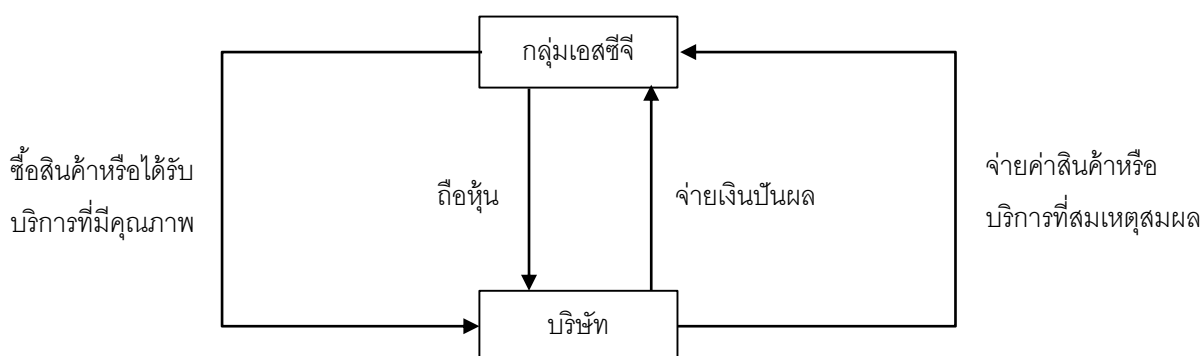 กลุ่มเอสซีจี
ซื้อสินค้าหรือได้รับ
บริการที่มีคุณภาพ
ถือหุ้น
จ่ายเงินปันผล
จ่ายค่าสินค้าหรือ
บริการที่สมเหตุสมผล
บริษัท